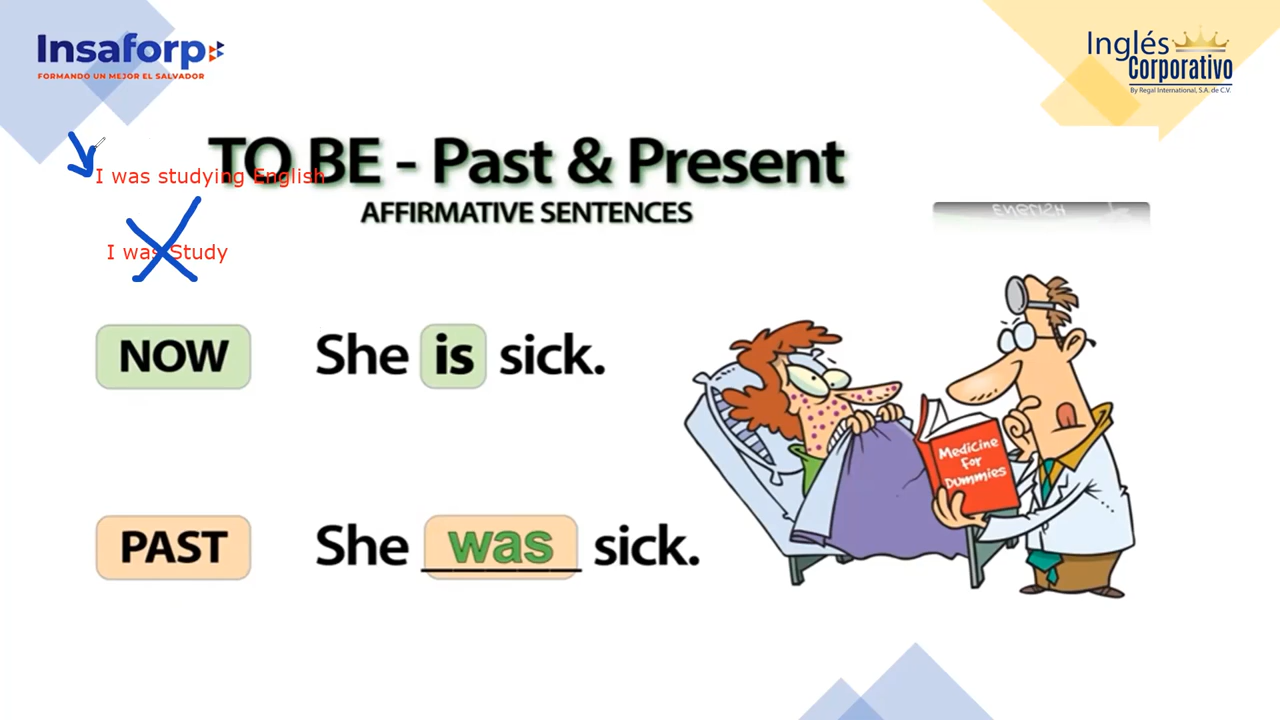 Insaforp
FORMANDO UN MEJOR EL SALVADOR
Inglés
Corporativo
By Regal International, S.A. de C.V.
TO BE - Past & Present
I was studying English
AFFIRMATIVE SENTENCES
ENGLISH
I was Study
NOW She is sick.
Medicine
for
Dummies
PAST She was sick.